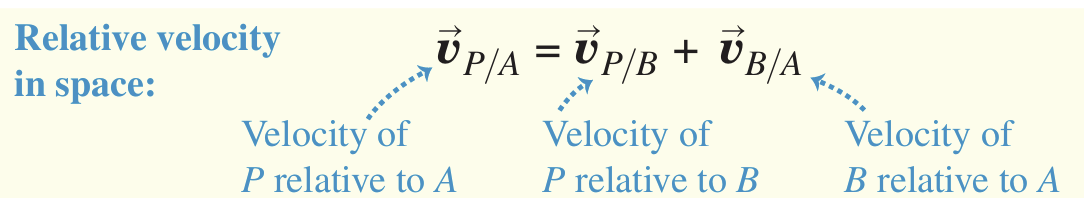 Relative velocity
in space:
v⃗_{P/A} = v⃗_{P/B} + v⃗_{B/A}
Velocity of
P relative to A
Velocity of
P relative to B
Velocity of
B relative to A